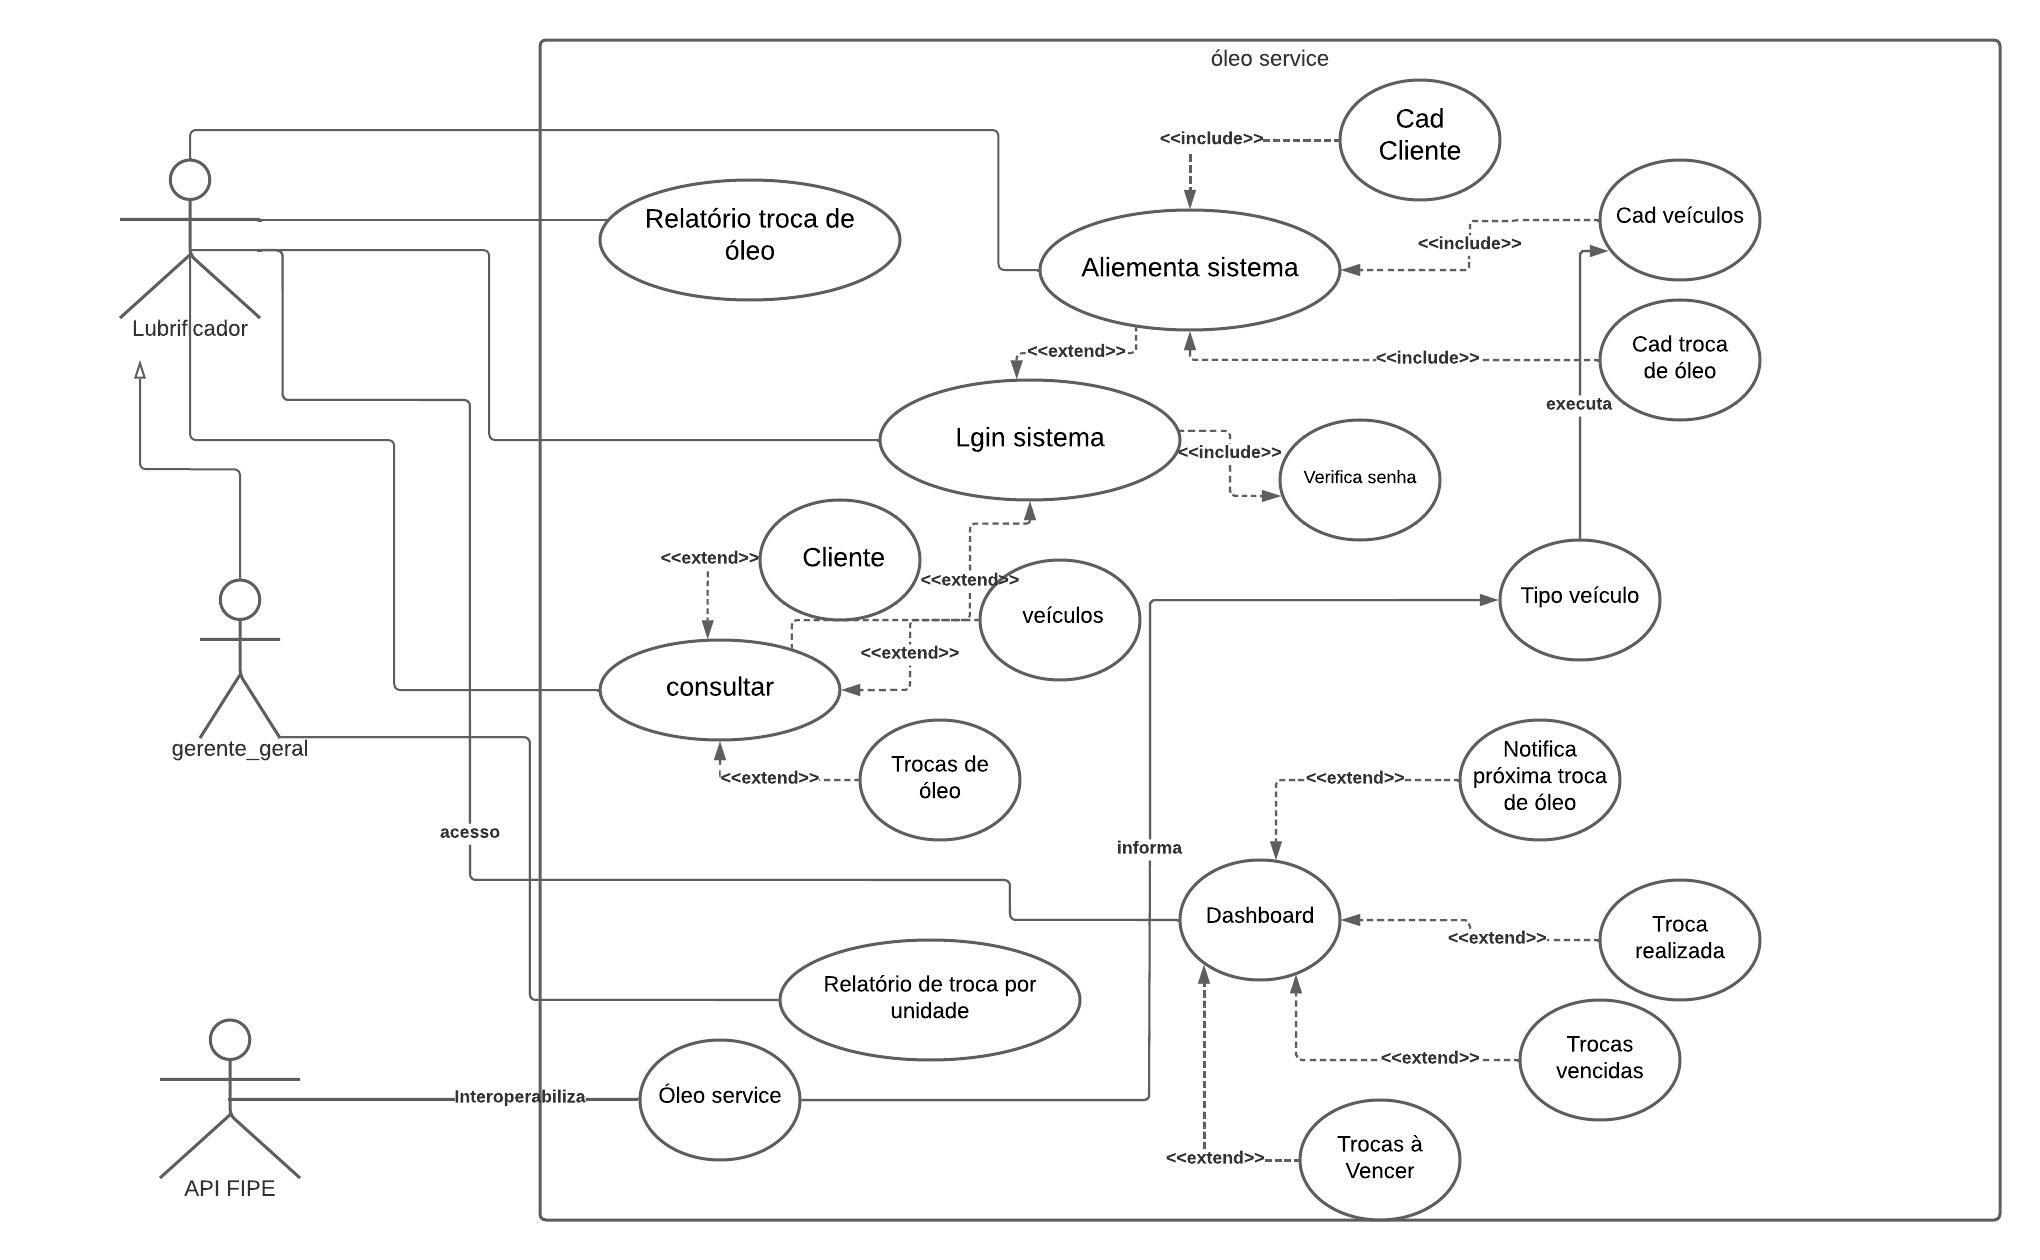 óleo service
Cad
Cliente
<<include>>
Cad veículos
Relatório troca de
óleo
<<include>>
Aliementa sistema
Lubrificador
Cad troca
de óleo
<<extend>>
<<include>>
executa
Lgin sistema
<<include>>
Verifica senha
Cliente
<<extend>>
<<extend>>
veículos
Tipo veículo
<<extend>>
consultar
gerente_geral
Trocas de
óleo
<<extend>>
Notifica
próxima troca
de óleo
<<extend>>
acesso
informa
Dashboard
Troca
realizada
<<extend>>
Relatório de troca por
unidade
Trocas
vencidas
<<extend>>
Interoperabiliza
Óleo service
Trocas à
Vencer
<<extend>>
API FIPE